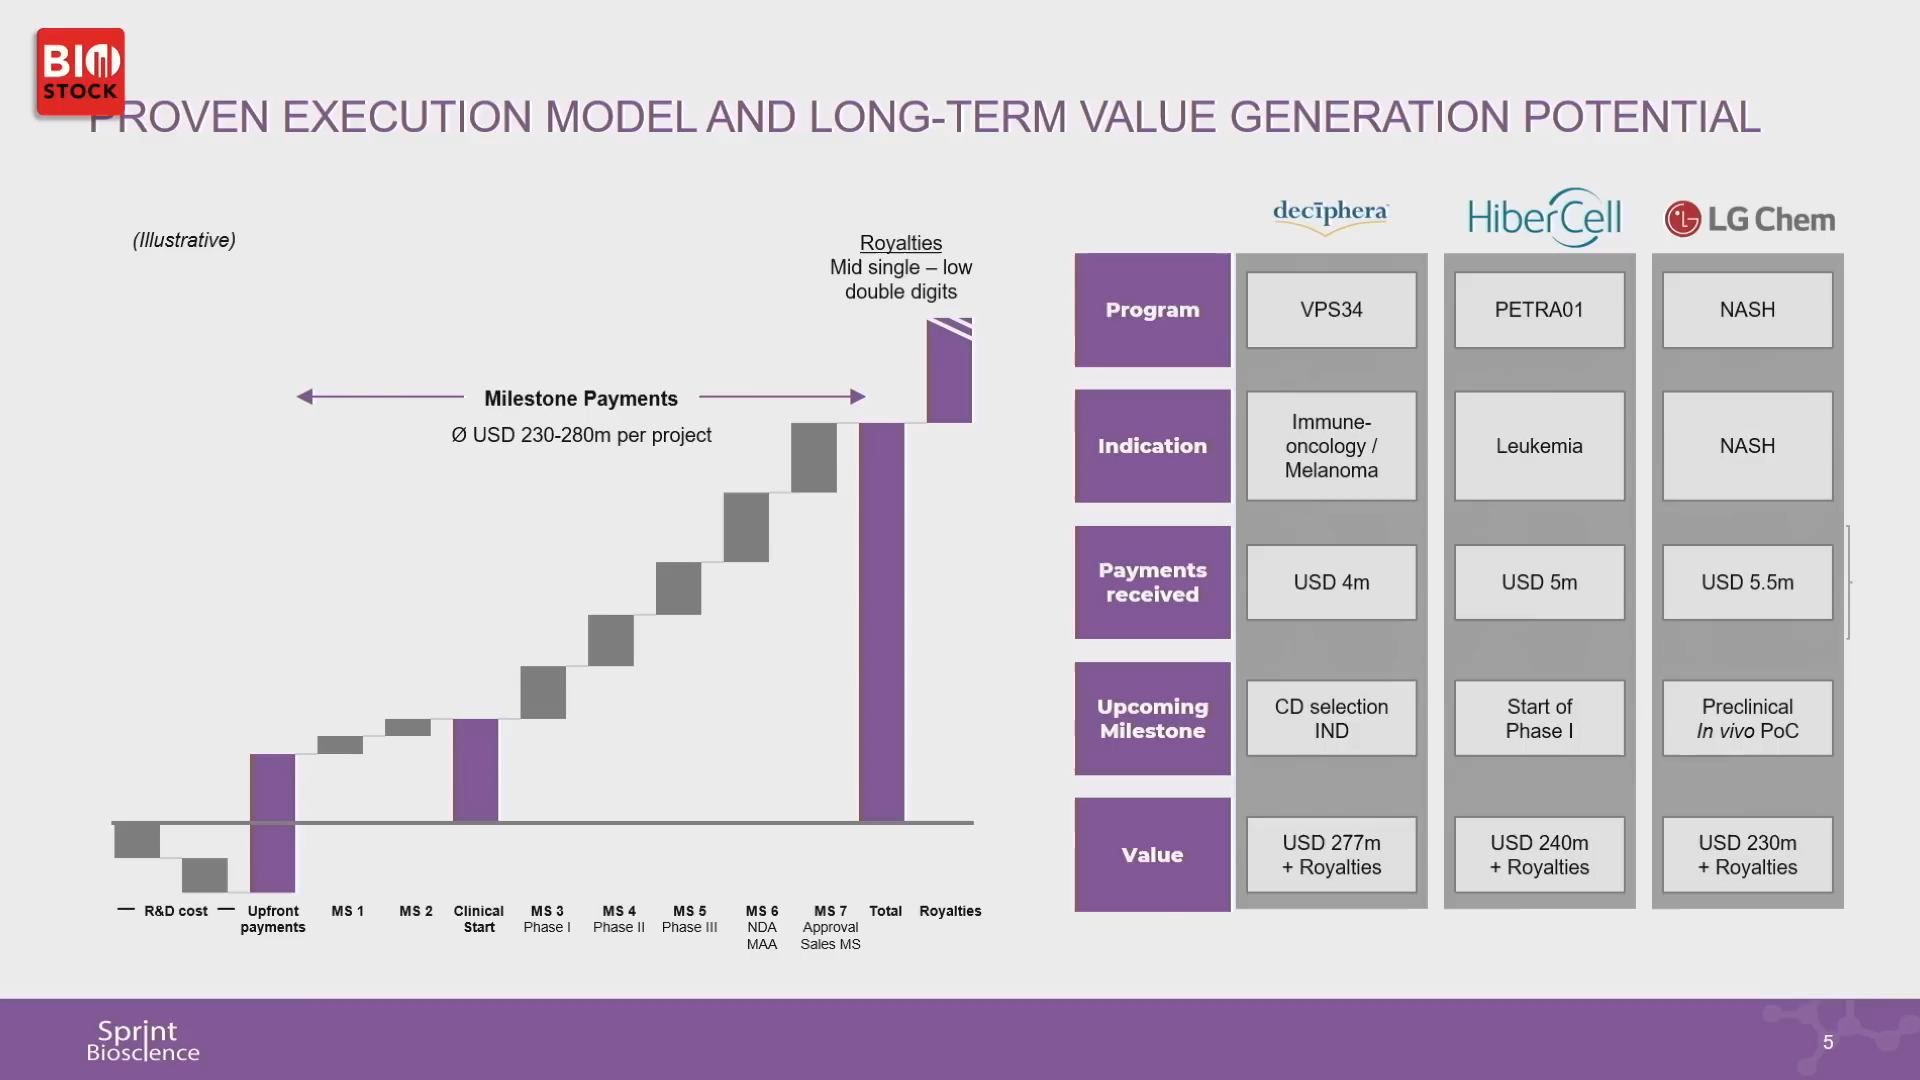 BIO
STOCK
PROVEN EXECUTION MODEL AND LONG-TERM VALUE GENERATION POTENTIAL
(Illustrative)
Royalties
Mid single – low
double digits
Milestone Payments
Ø USD 230-280m per project
— R&D cost —
Upfront
payments
MS 1
MS 2
Clinical
Start
MS 3
Phase I
MS 4
Phase II
MS 5
Phase III
MS 6
NDA
MAA
MS 7
Approval
Sales MS
Total
Royalties
decīphera
HiberCell
LG Chem
Program
VPS34
PETRA01
NASH
Indication
Immune-
oncology /
Melanoma
Leukemia
NASH
Payments
received
USD 4m
USD 5m
USD 5.5m
Upcoming
Milestone
CD selection
IND
Start of
Phase I
Preclinical
In vivo PoC
Value
USD 277m
+ Royalties
USD 240m
+ Royalties
USD 230m
+ Royalties
Sprint
Bioscience
5